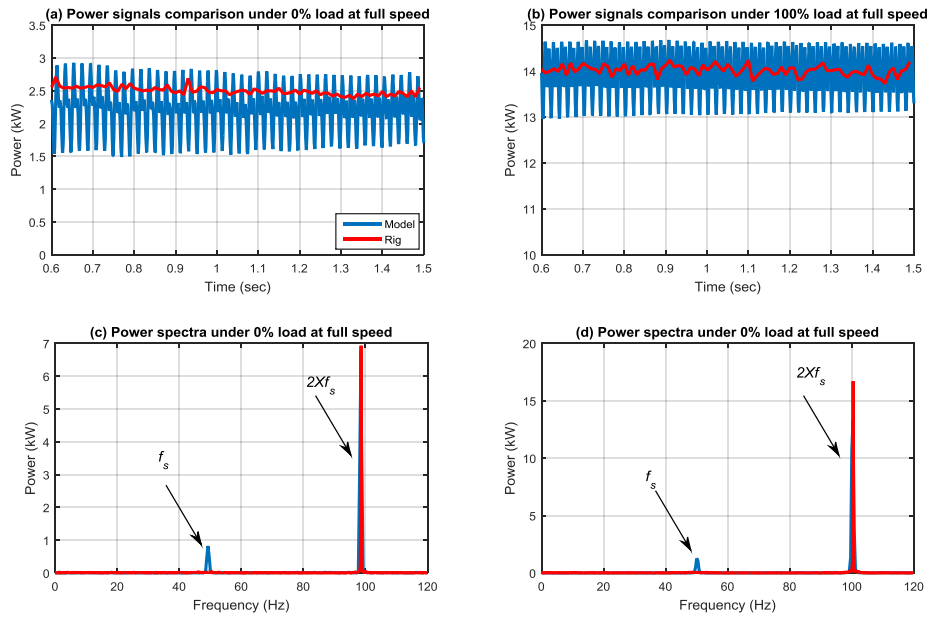 (a) Power signals comparison under 0% load at full speed
3.5
3
2.5
2
1.5
1
0.5
0
Power (kW)
0.6 0.7 0.8 0.9 1 1.1 1.2 1.3 1.4 1.5
Time (sec)
Model
Rig
(b) Power signals comparison under 100% load at full speed
15
14
13
12
11
10
Power (kW)
0.6 0.7 0.8 0.9 1 1.1 1.2 1.3 1.4 1.5
Time (sec)
(c) Power spectra under 0% load at full speed
7
6
5
4
3
2
1
0
Power (kW)
2Xfs
fs
0 20 40 60 80 100 120
Frequency (Hz)
(d) Power spectra under 0% load at full speed
20
15
10
5
0
Power (kW)
2Xfs
fs
0 20 40 60 80 100 120
Frequency (Hz)